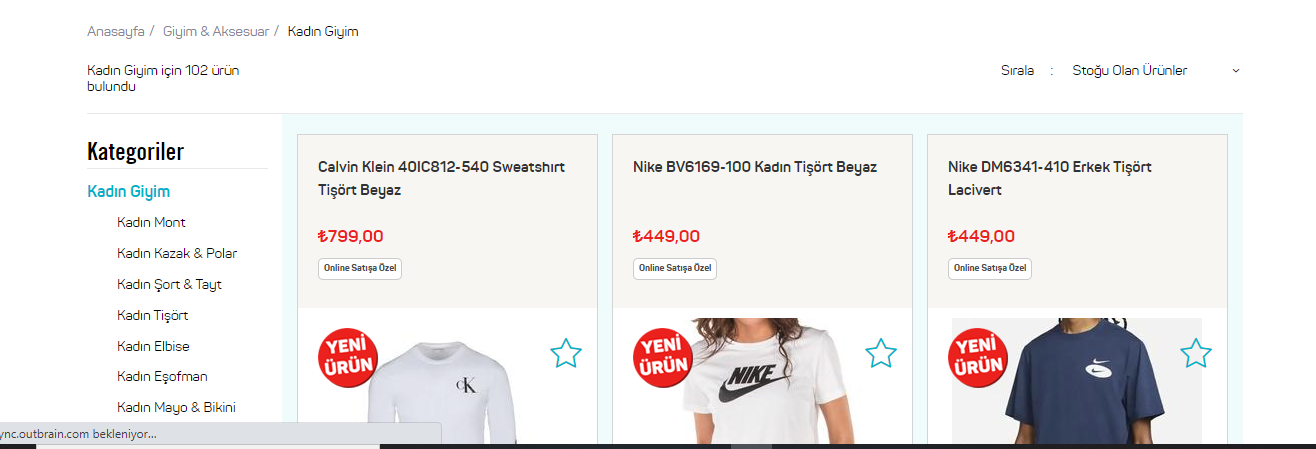 Anasayfa / Giyim & Aksesuar / Kadın Giyim
Kadın Giyim için 102 ürün
bulundu
Sırala : Stoğu Olan Ürünler
Kategoriler
Kadın Giyim
Kadın Mont
Kadın Kazak & Polar
Kadın Şort & Tayt
Kadın Tişört
Kadın Elbise
Kadın Eşofman
Kadın Mayo & Bikini
Calvin Klein 40IC812-540 Sweatshırt
Tişört Beyaz
₺799,00
Online Satışa Özel
YENİ
ÜRÜN
cK
Nike BV6169-100 Kadın Tişört Beyaz
₺449,00
Online Satışa Özel
YENİ
ÜRÜN
NIKE
Nike DM6341-410 Erkek Tişört
Lacivert
₺449,00
Online Satışa Özel
YENİ
ÜRÜN
ync.outbrain.com bekleniyor...